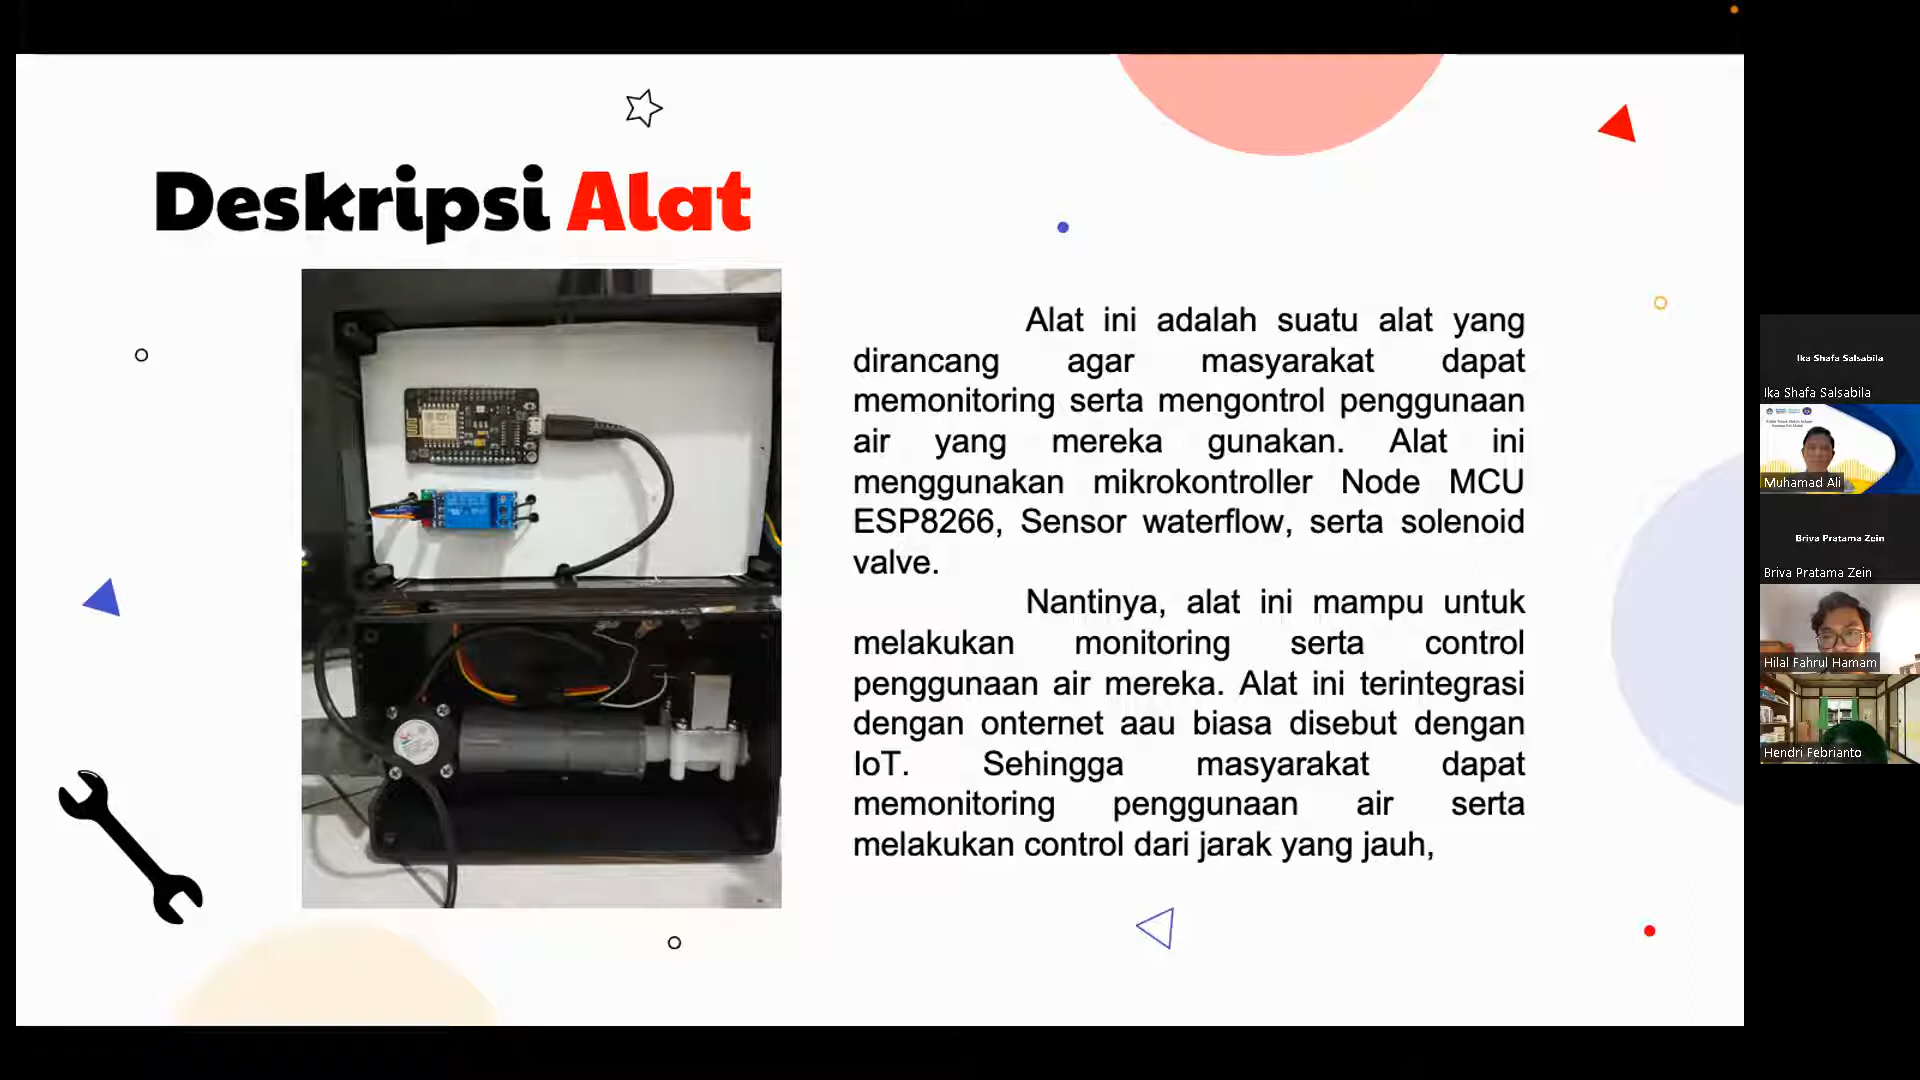 Deskripsi Alat
Alat ini adalah suatu alat yang
dirancang agar masyarakat dapat
memonitoring serta mengontrol penggunaan
air yang mereka gunakan. Alat ini
menggunakan mikrokontroller Node MCU
ESP8266, Sensor waterflow, serta solenoid
valve.
Nantinya, alat ini mampu untuk
melakukan monitoring serta control
penggunaan air mereka. Alat ini terintegrasi
dengan onternet aau biasa disebut dengan
IoT. Sehingga masyarakat dapat
memonitoring penggunaan air serta
melakukan control dari jarak yang jauh,
Ika Shafa Salsabila
Ika Shafa Salsabila
Muhamad Ali
Briva Pratama Zein
Briva Pratama Zein
Hilal Fahrul Hamam
Hendri Febrianto